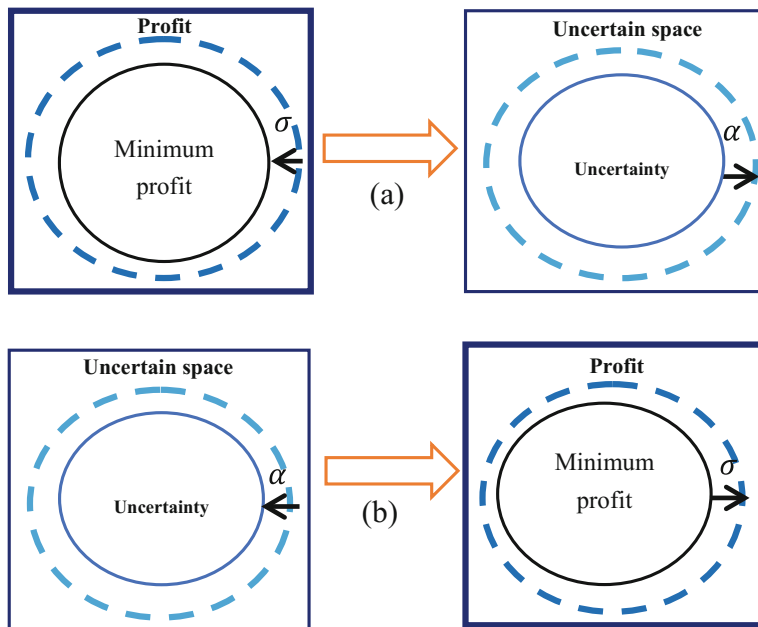 Profit
σ
Minimum
profit
(a)
Uncertain space
α
Uncertainty
Uncertain space
α
Uncertainty
(b)
Profit
Minimum
σ
profit